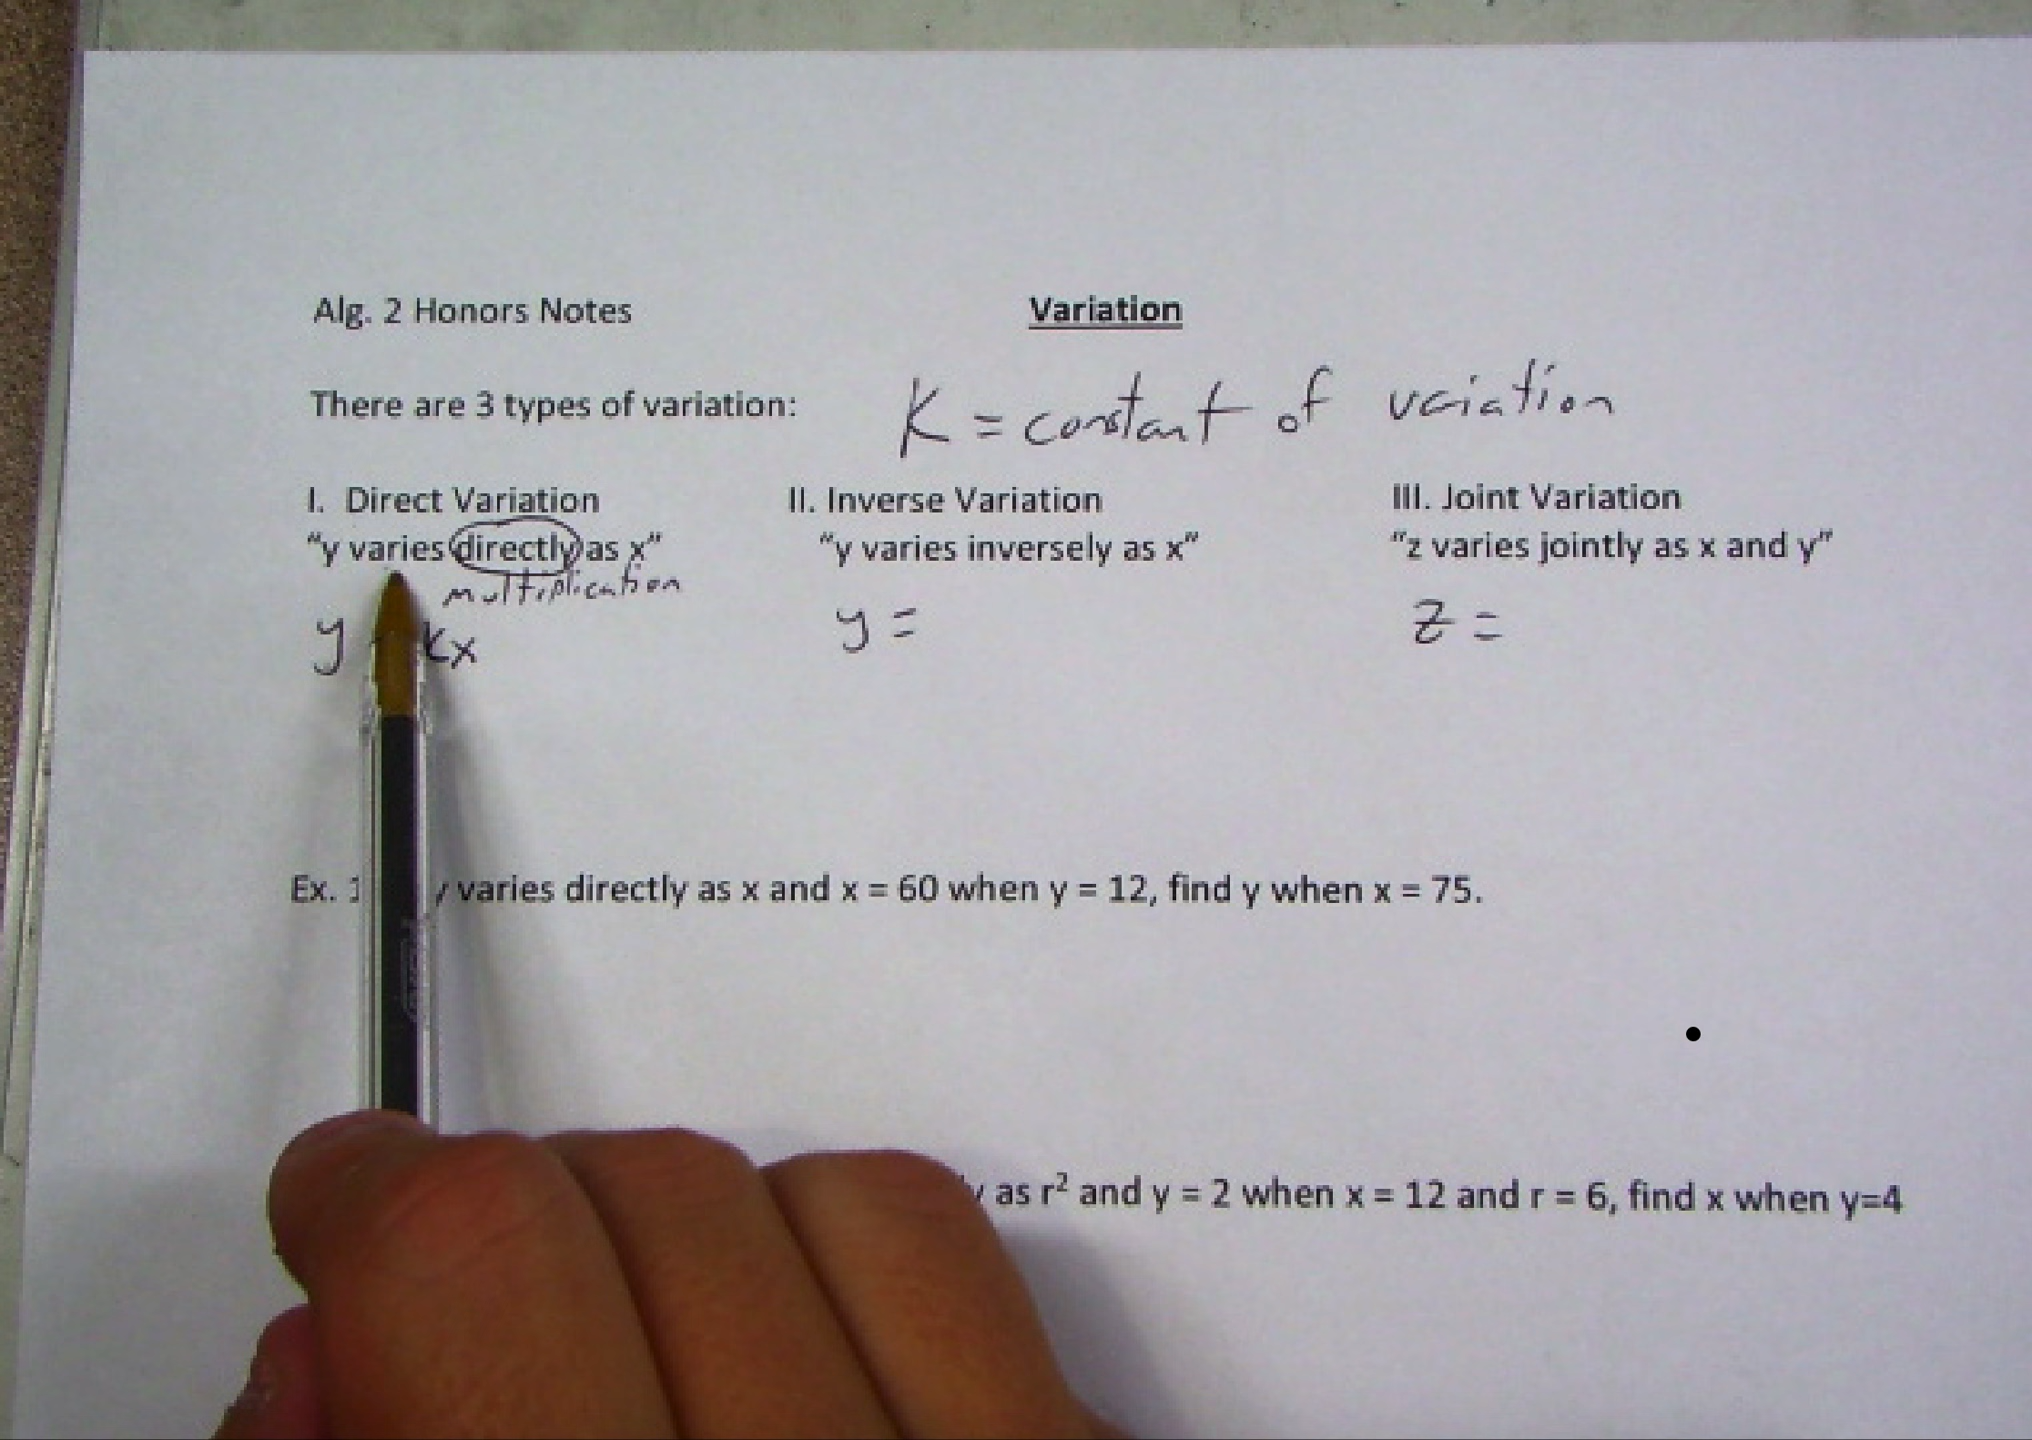 Alg. 2 Honors Notes Variation
There are 3 types of variation: K = constant of vaiation
I. Direct Variation II. Inverse Variation III. Joint Variation
"y varies directly as x" "y varies inversely as x" "z varies jointly as x and y"
multiplication
y kx y = z =
Ex. varies directly as x and x = 60 when y = 12, find y when x = 75.
as r² and y = 2 when x = 12 and r = 6, find x when y=4